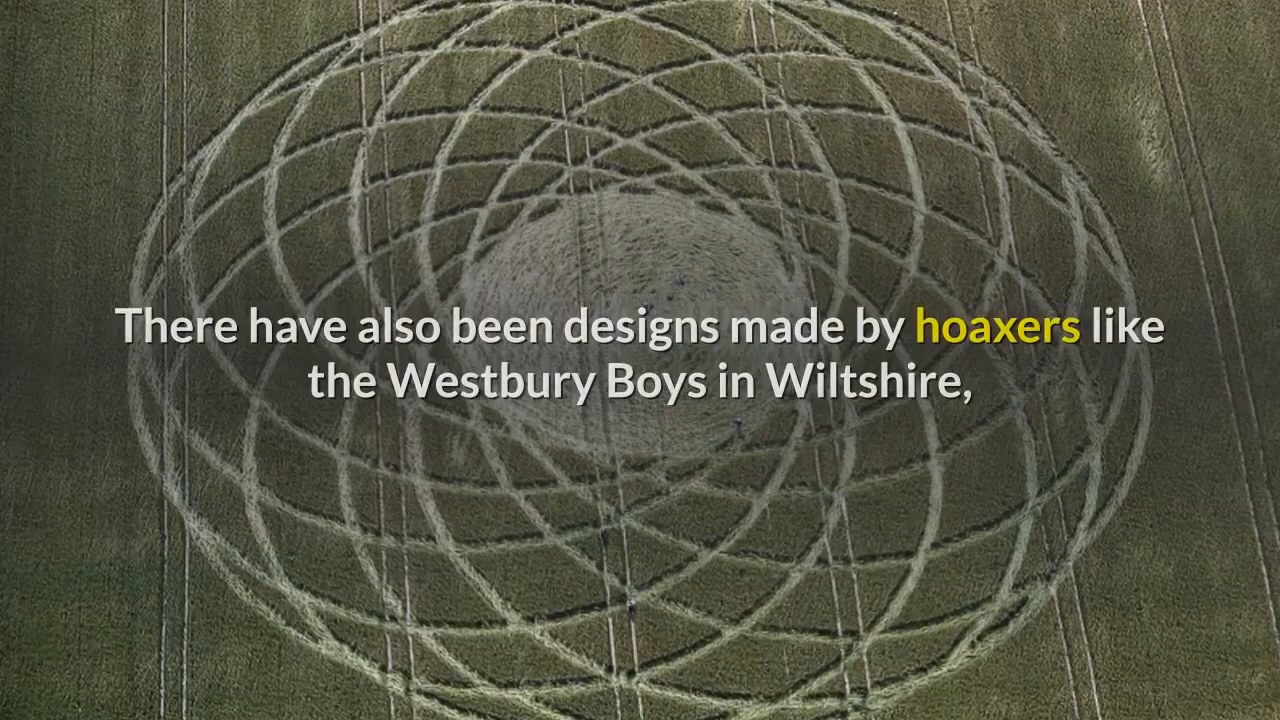 There have also been designs made by hoaxers like
the Westbury Boys in Wiltshire,